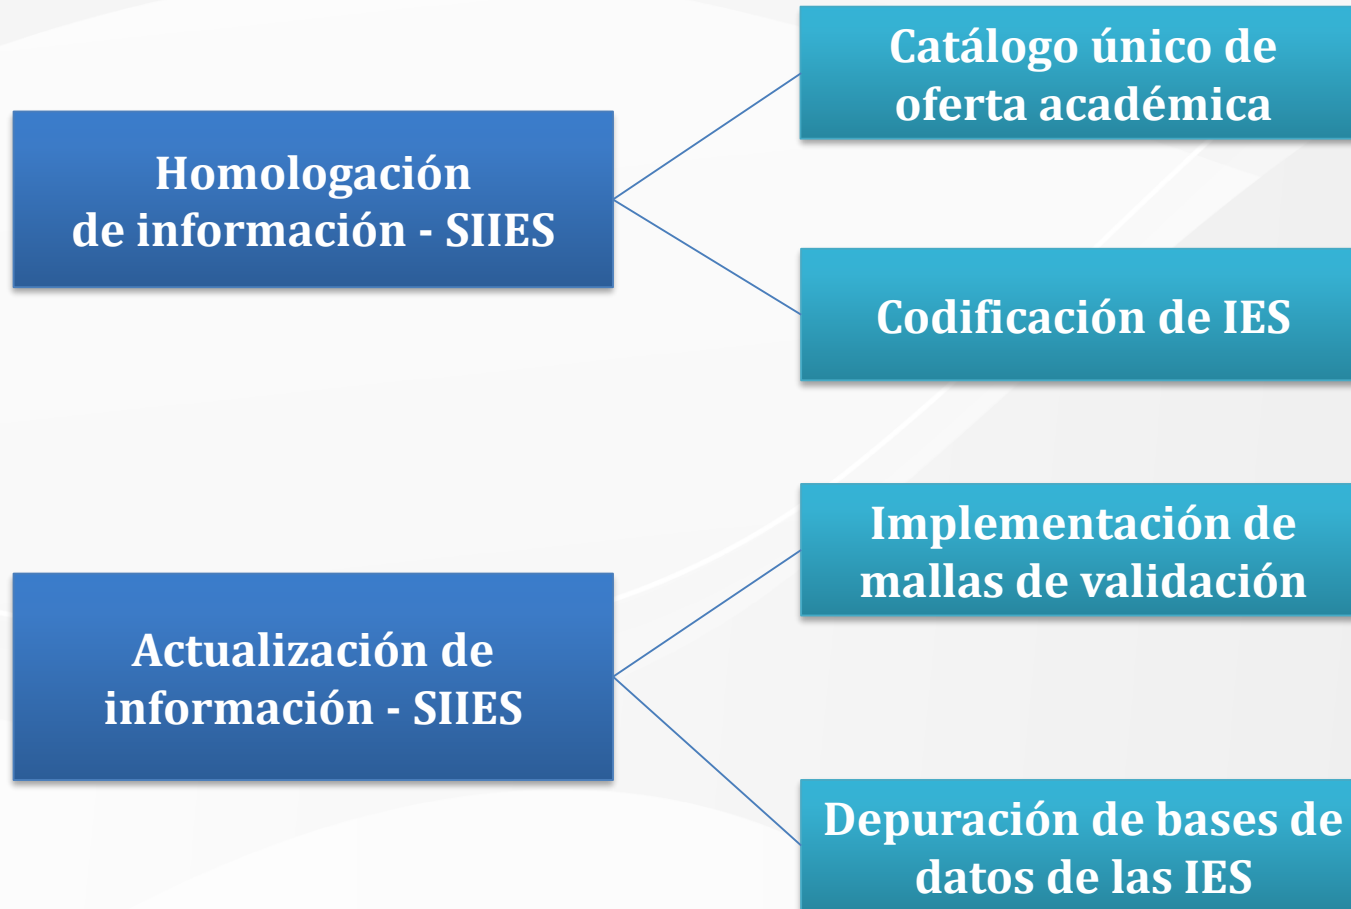 Homologación
de información - SIIES
Catálogo único de
oferta académica
Codificación de IES
Actualización de
información - SIIES
Implementación de
mallas de validación
Depuración de bases de
datos de las IES